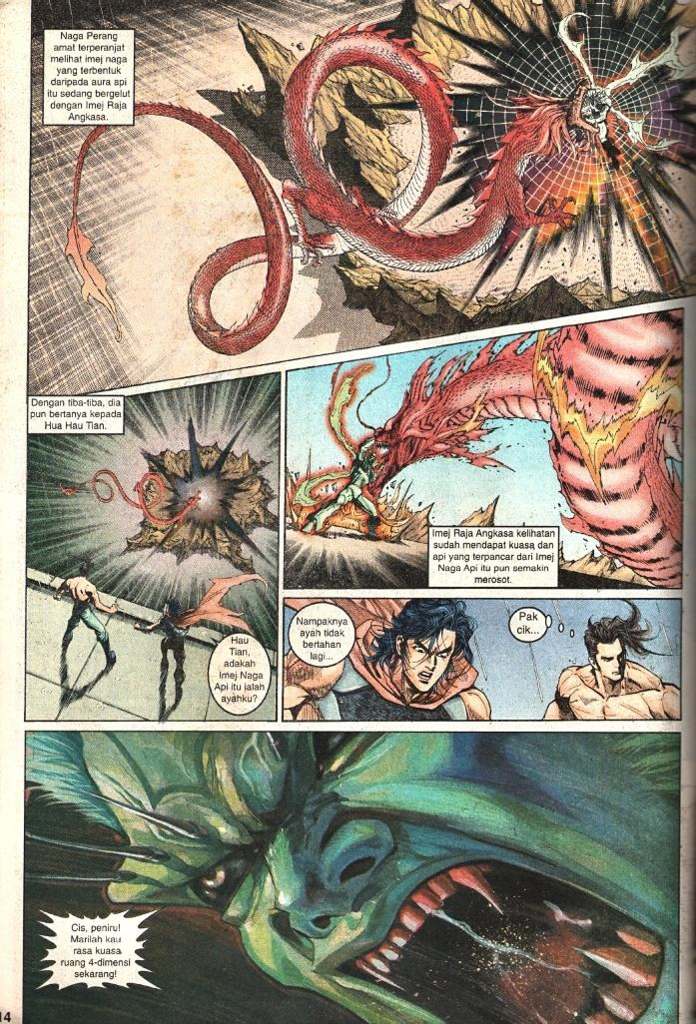 Naga Perang
amat terperanjat
melihat imej naga
yang terbentuk
daripada aura api
itu sedang bergelut
dengan Imej Raja
Angkasa.
Dengan tiba-tiba, dia
pun bertanya kepada
Hua Hau Tian.
Hau
Tian,
adakah
Imej Naga
Api itu jalah
ayahku?
Imej Raja Angkasa kelihatan
sudah mendapat kuasa dan
api yang terpancar dari Imej
Naga Api itu pun semakin
merosot.
Nampaknya
ayah tidak
bertahan
lagi...
Pak
cik...
Cis, peniru!
Marilah kau
rasa kuasa
ruang 4-dimensi
sekarang!
14